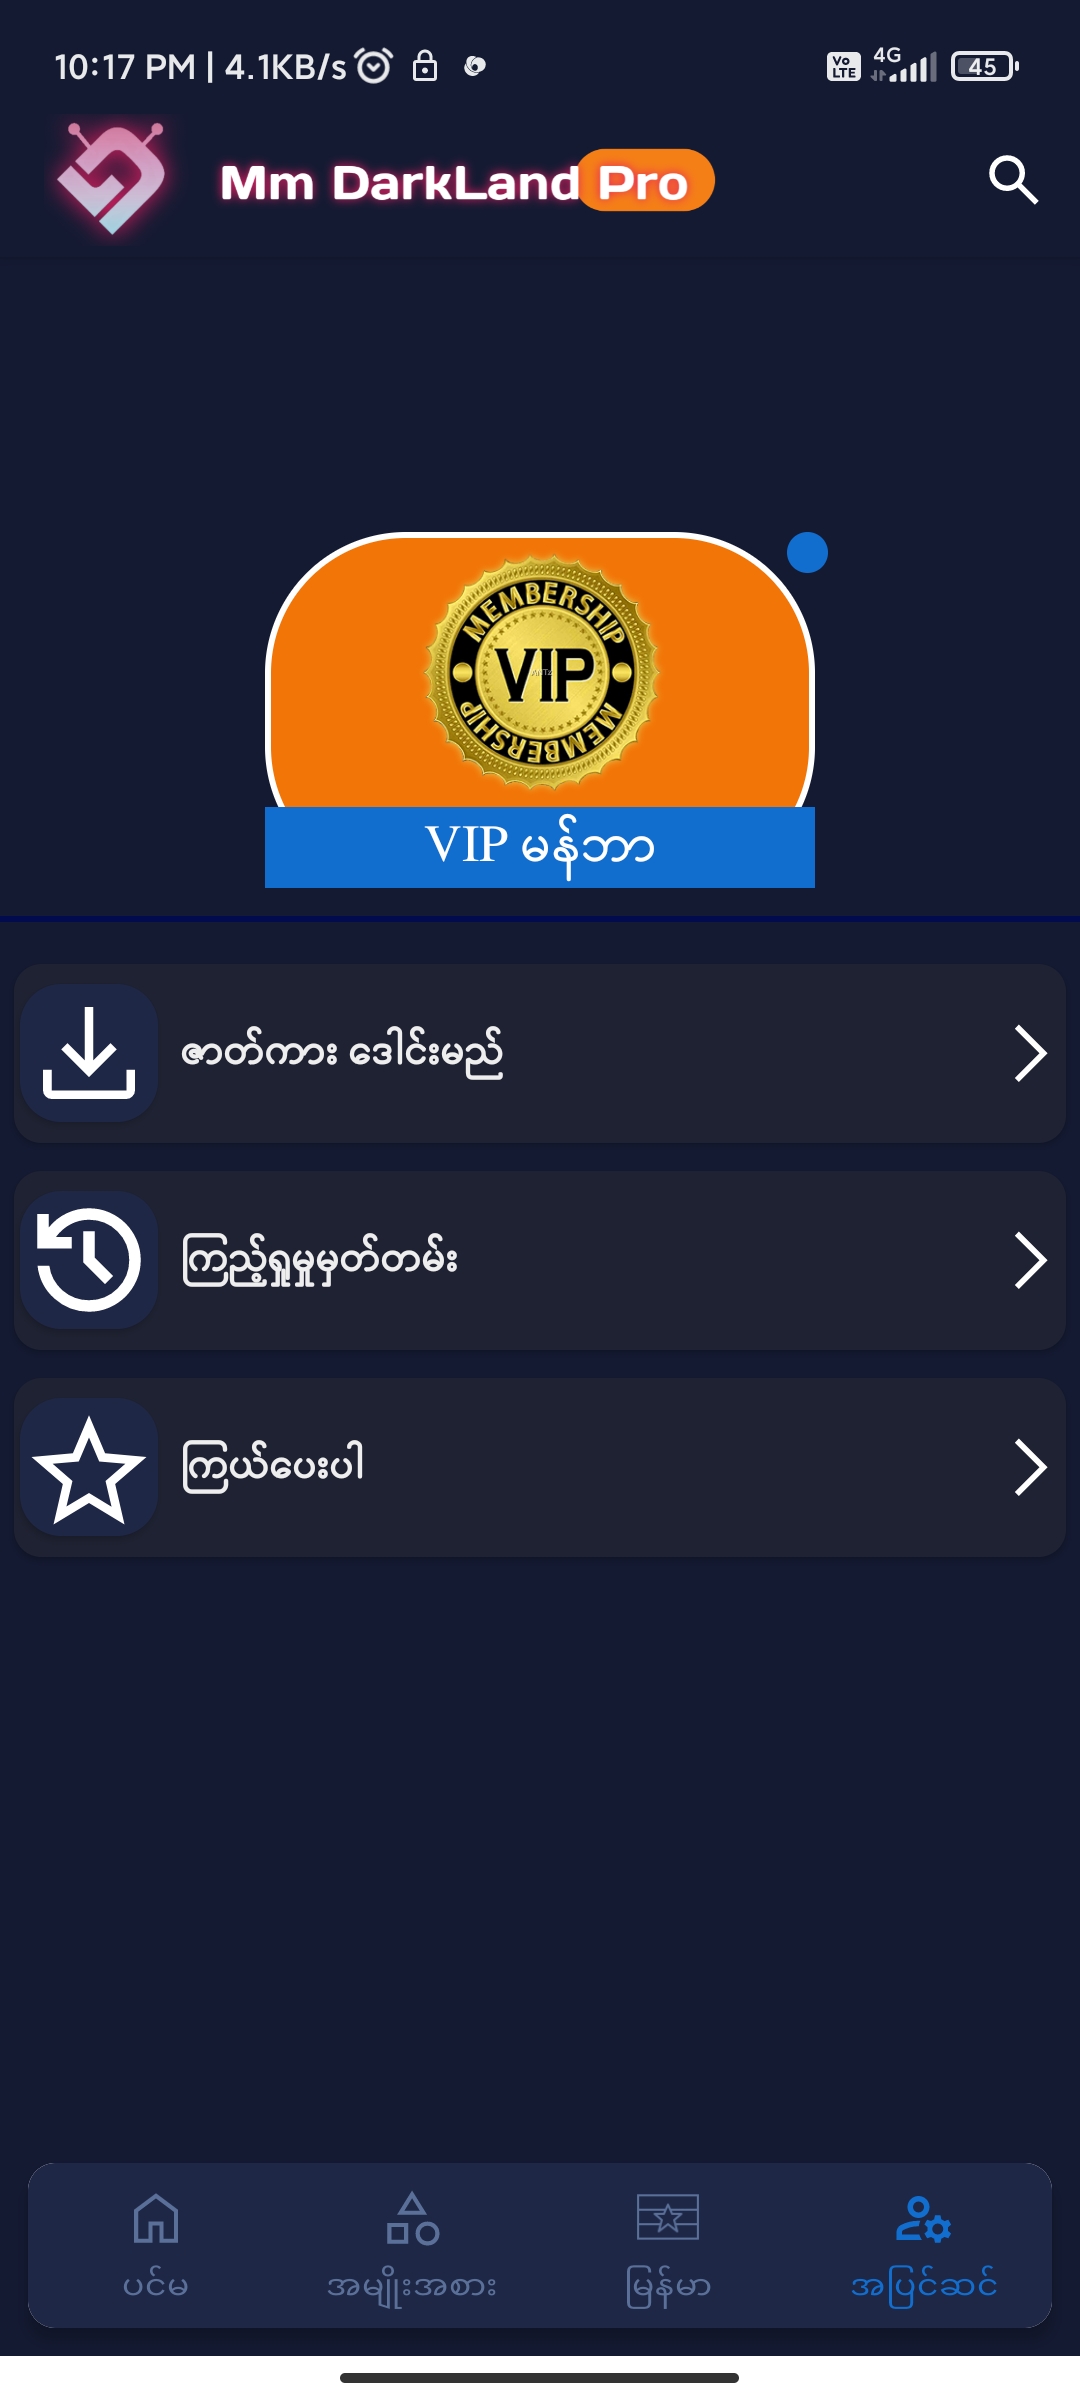 10:17 PM | 4.1KB/s Vo LTE 4G 45
Mm DarkLand Pro
MEMBERSHIP
VIP
MEMBERSHIP
VIP မန်ဘာ
ဇာတ်ကား ဒေါင်းမည်
ကြည့်ရှုမှုမှတ်တမ်း
ကြယ်ပေးပါ
ပင်မ အမျိုးအစား မြန်မာ အပြင်ဆင်